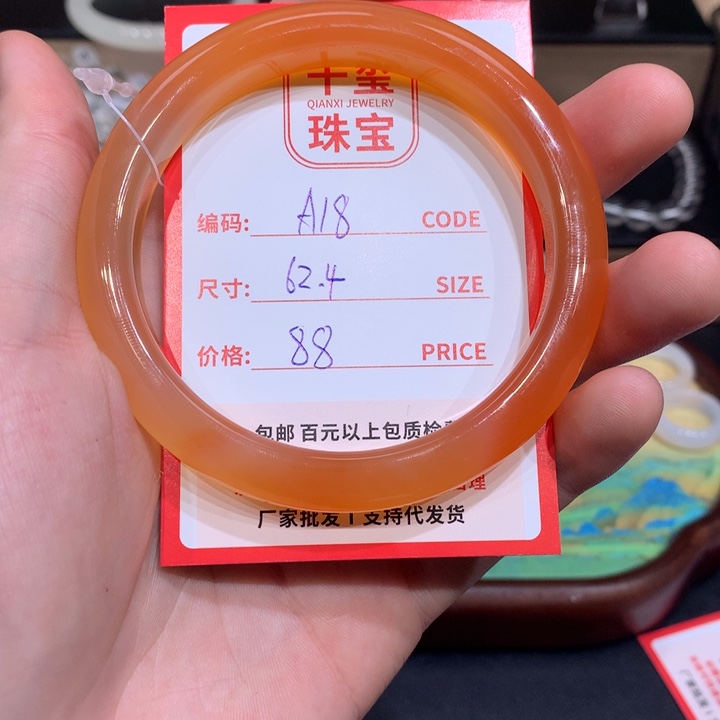 千玺
QIANXI JEWELRY
珠宝
编码: A18 CODE
尺寸: 62.4 SIZE
价格: 88 PRICE
包邮 百元以上包质检
理
厂家批发 | 支持代发货